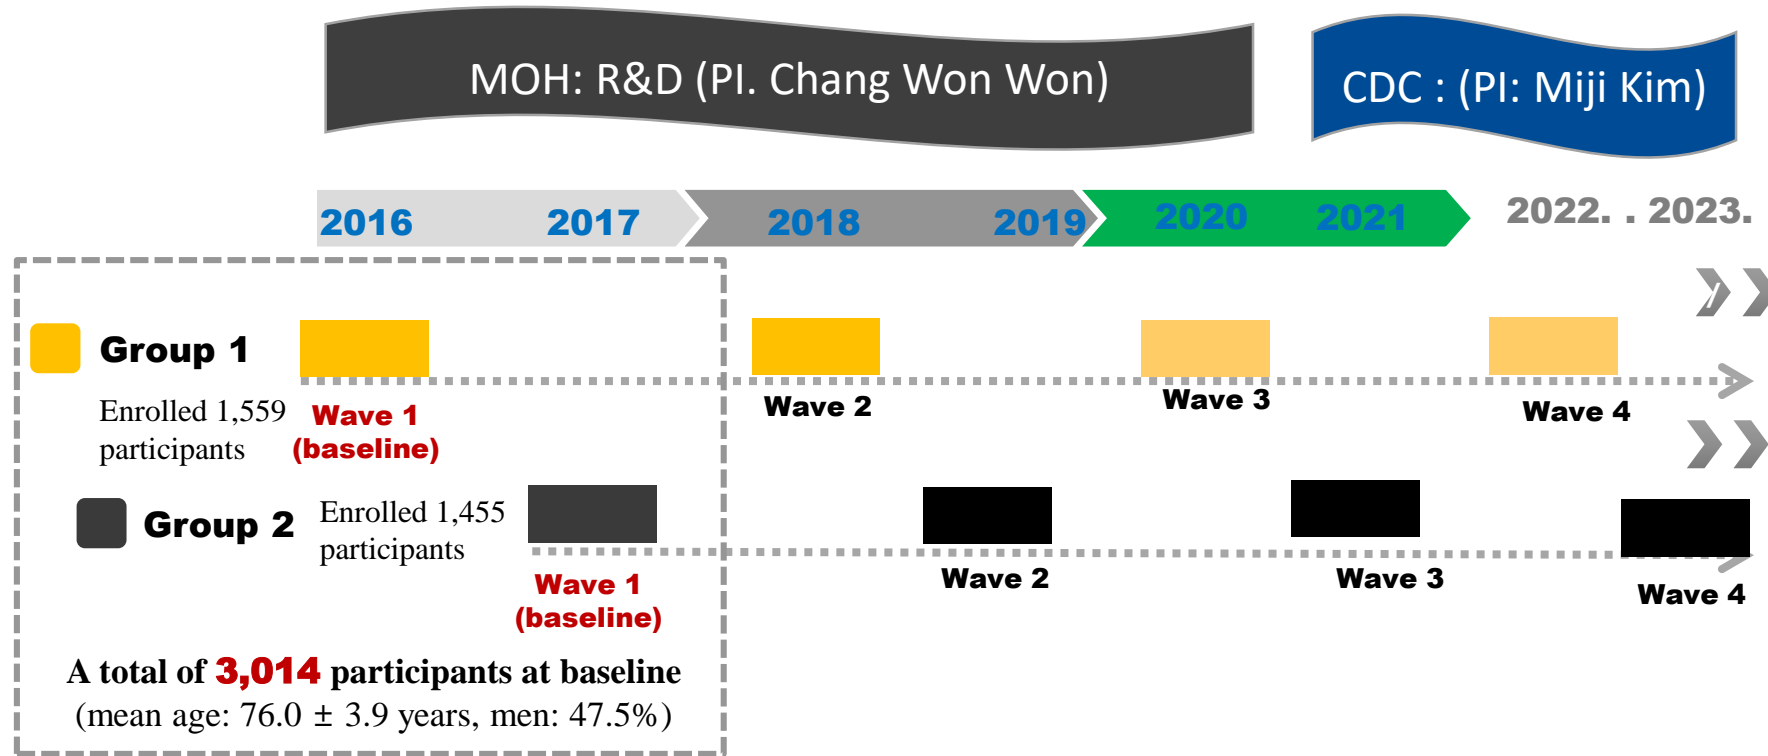 MOH: R&D (PI. Chang Won Won)
CDC : (PI: Miji Kim)
2016 2017 2018 2019 2020 2021 2022. . 2023.
Group 1
Enrolled 1,559
participants
Wave 1
(baseline)
Wave 2
Wave 3
Wave 4
Group 2
Enrolled 1,455
participants
Wave 1
(baseline)
Wave 2
Wave 3
Wave 4
A total of 3,014 participants at baseline
(mean age: 76.0 ± 3.9 years, men: 47.5%)